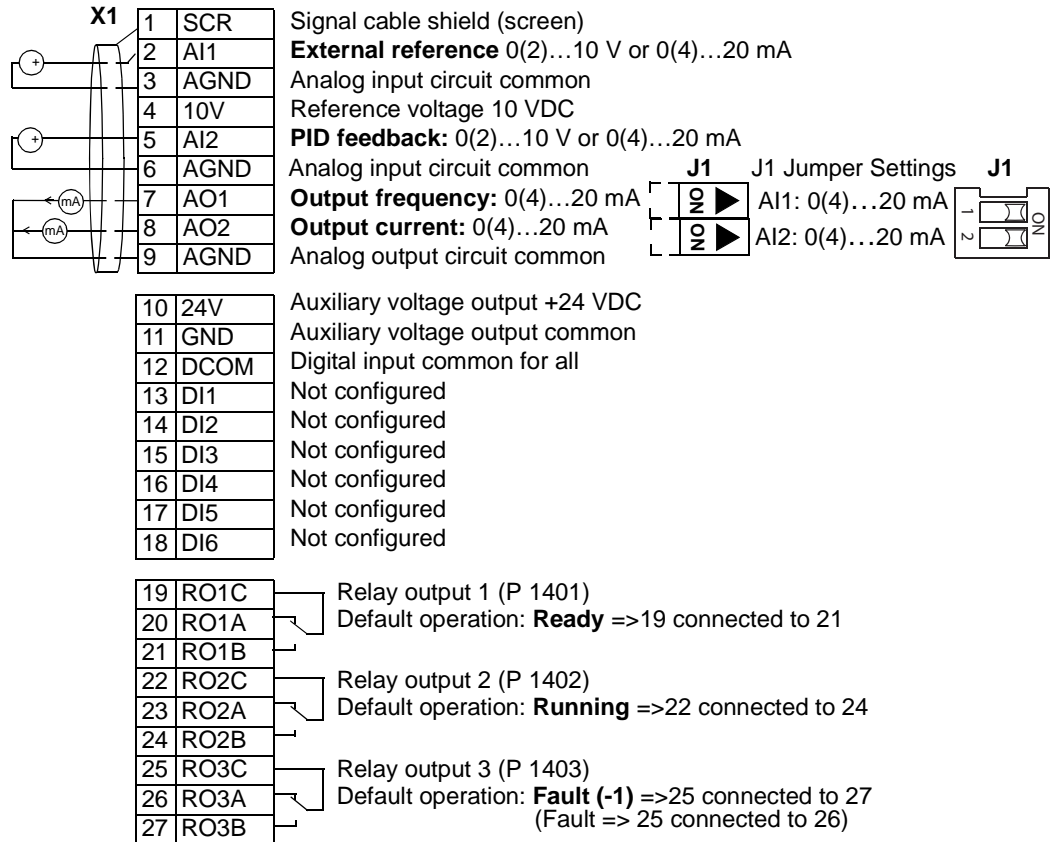 X1
1 SCR Signal cable shield (screen)
2 AI1 External reference 0(2)…10 V or 0(4)…20 mA
3 AGND Analog input circuit common
4 10V Reference voltage 10 VDC
5 AI2 PID feedback: 0(2)…10 V or 0(4)…20 mA
6 AGND Analog input circuit common J1 J1 Jumper Settings J1
7 AO1 Output frequency: 0(4)…20 mA ON AI1: 0(4)…20 mA
8 AO2 Output current: 0(4)…20 mA ON AI2: 0(4)…20 mA
9 AGND Analog output circuit common
+
+
mA
mA
1
2
ON
10 24V Auxiliary voltage output +24 VDC
11 GND Auxiliary voltage output common
12 DCOM Digital input common for all
13 DI1 Not configured
14 DI2 Not configured
15 DI3 Not configured
16 DI4 Not configured
17 DI5 Not configured
18 DI6 Not configured
19 RO1C Relay output 1 (P 1401)
20 RO1A Default operation: Ready =>19 connected to 21
21 RO1B
22 RO2C Relay output 2 (P 1402)
23 RO2A Default operation: Running =>22 connected to 24
24 RO2B
25 RO3C Relay output 3 (P 1403)
26 RO3A Default operation: Fault (-1) =>25 connected to 27
27 RO3B (Fault => 25 connected to 26)